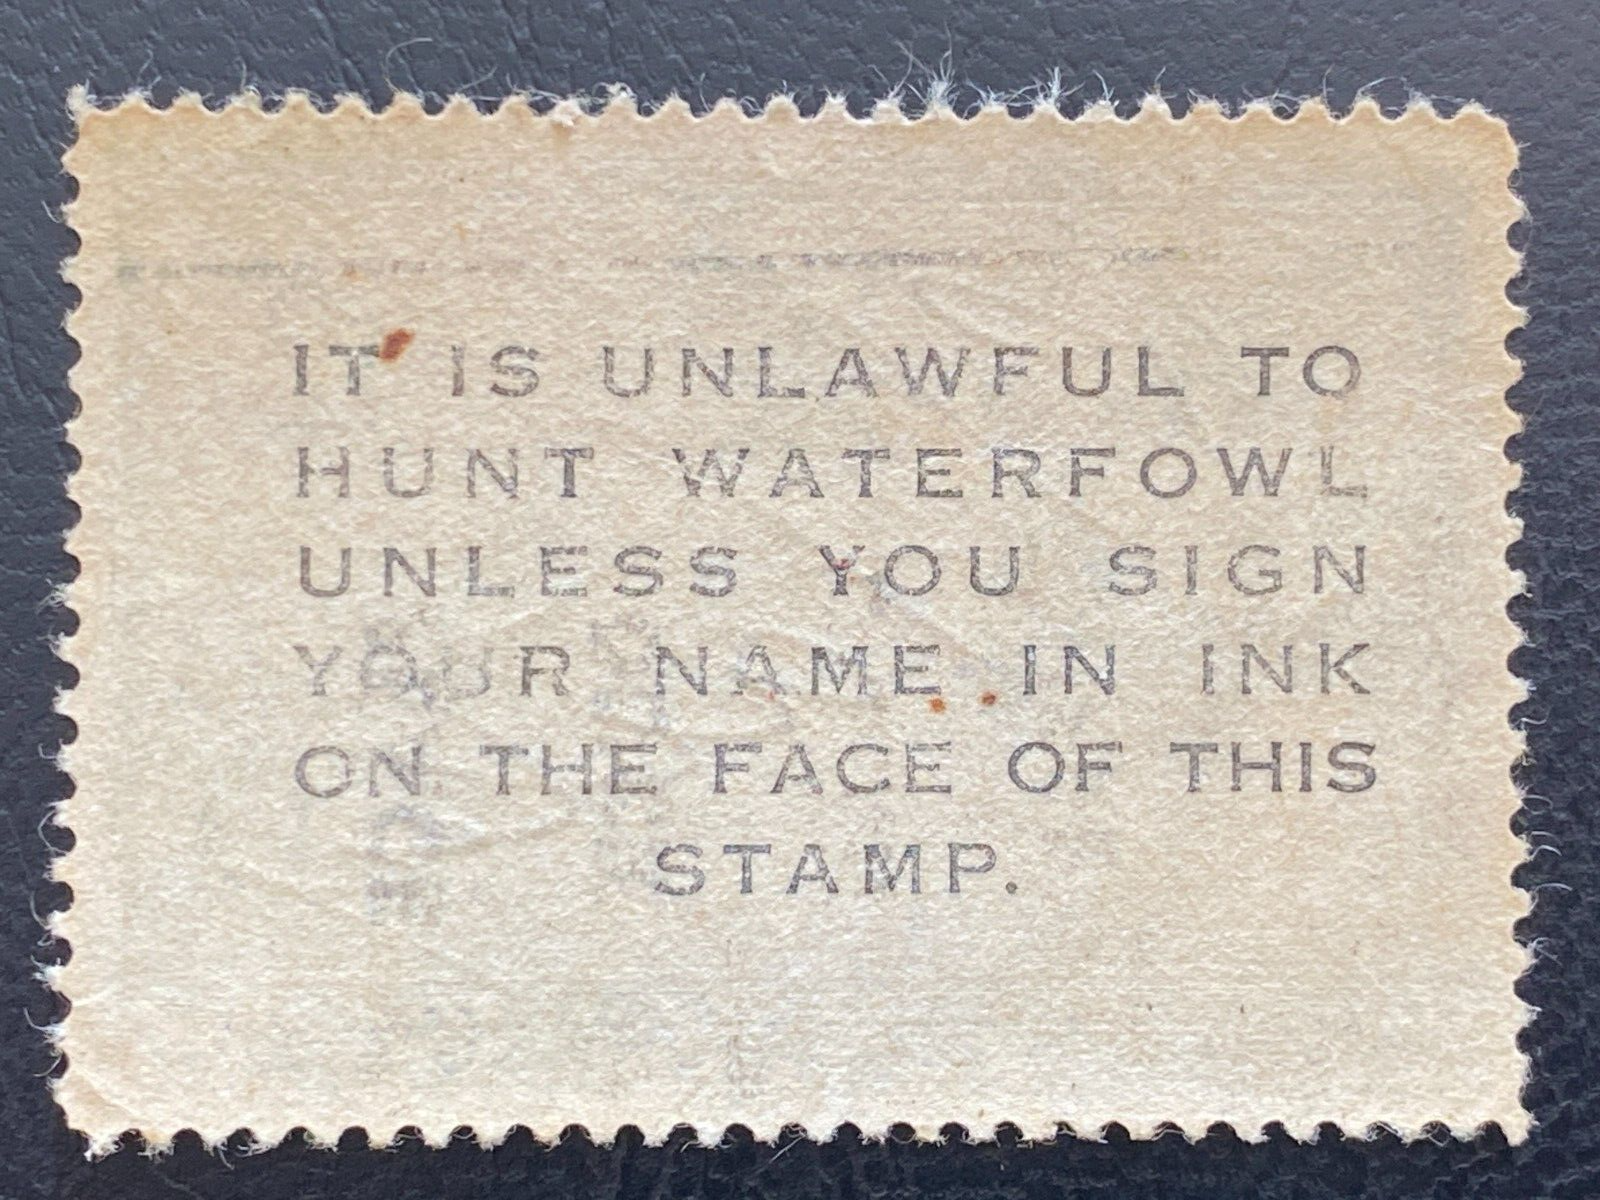 IT IS UNLAWFUL TO
HUNT WATERFOWL
UNLESS YOU SIGN
YOUR NAME IN INK
ON THE FACE OF THIS
STAMP.